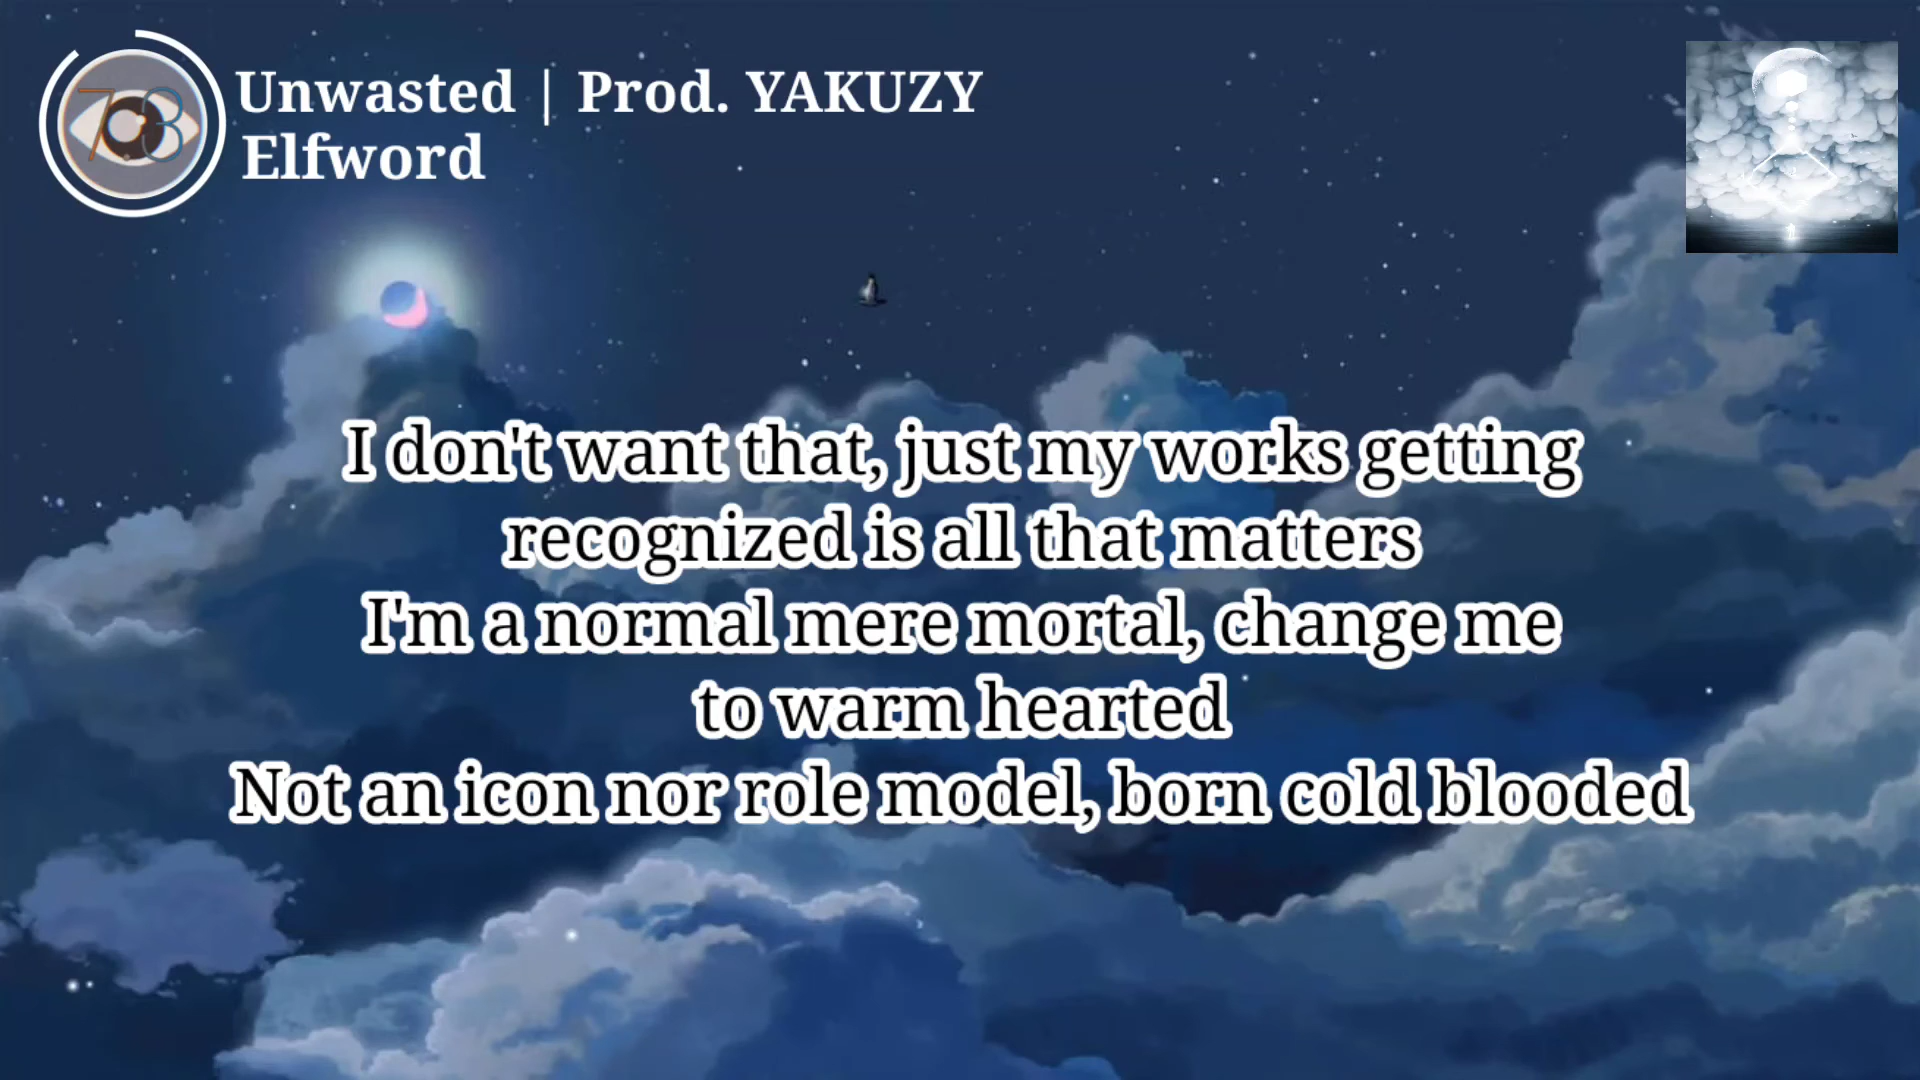 73
Unwasted | Prod. YAKUZY
Elfword
I don't want that, just my works getting
recognized is all that matters
I'm a normal mere mortal, change me
to warm hearted
Not an icon nor role model, born cold blooded